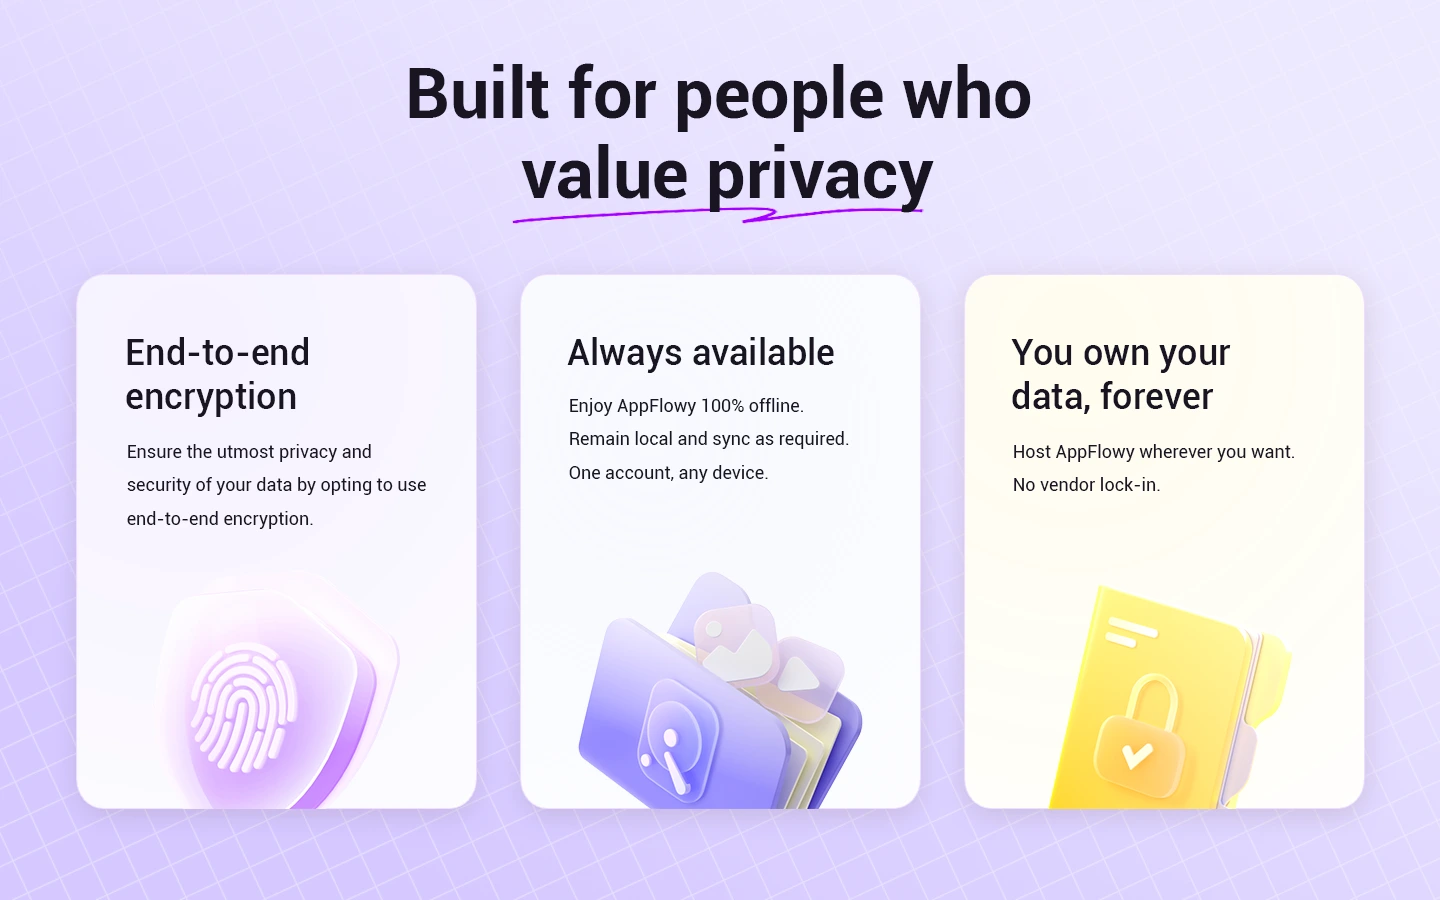 Built for people who
value privacy
End-to-end
encryption
Ensure the utmost privacy and
security of your data by opting to use
end-to-end encryption.
Always available
Enjoy AppFlowy 100% offline.
Remain local and sync as required.
One account, any device.
You own your
data, forever
Host AppFlowy wherever you want.
No vendor lock-in.